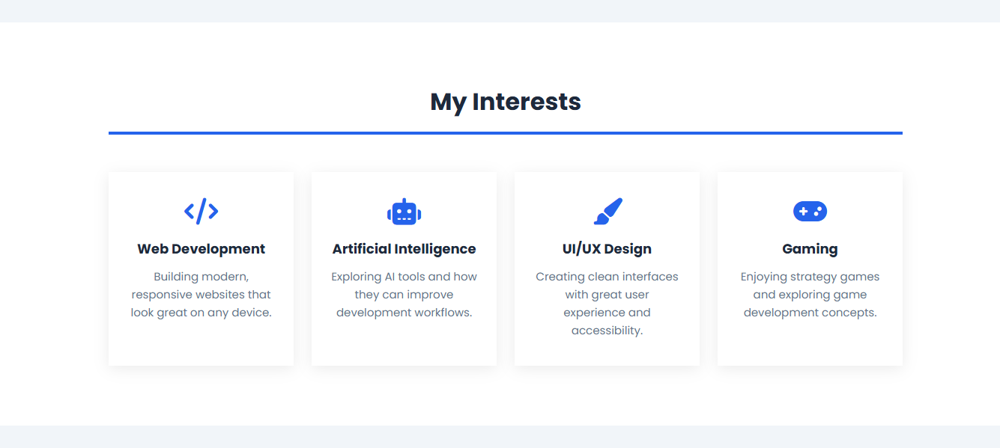 My Interests
Web Development
Building modern,
responsive websites that
look great on any device.
Artificial Intelligence
Exploring AI tools and how
they can improve
development workflows.
UI/UX Design
Creating clean interfaces
with great user
experience and
accessibility.
Gaming
Enjoying strategy games
and exploring game
development concepts.